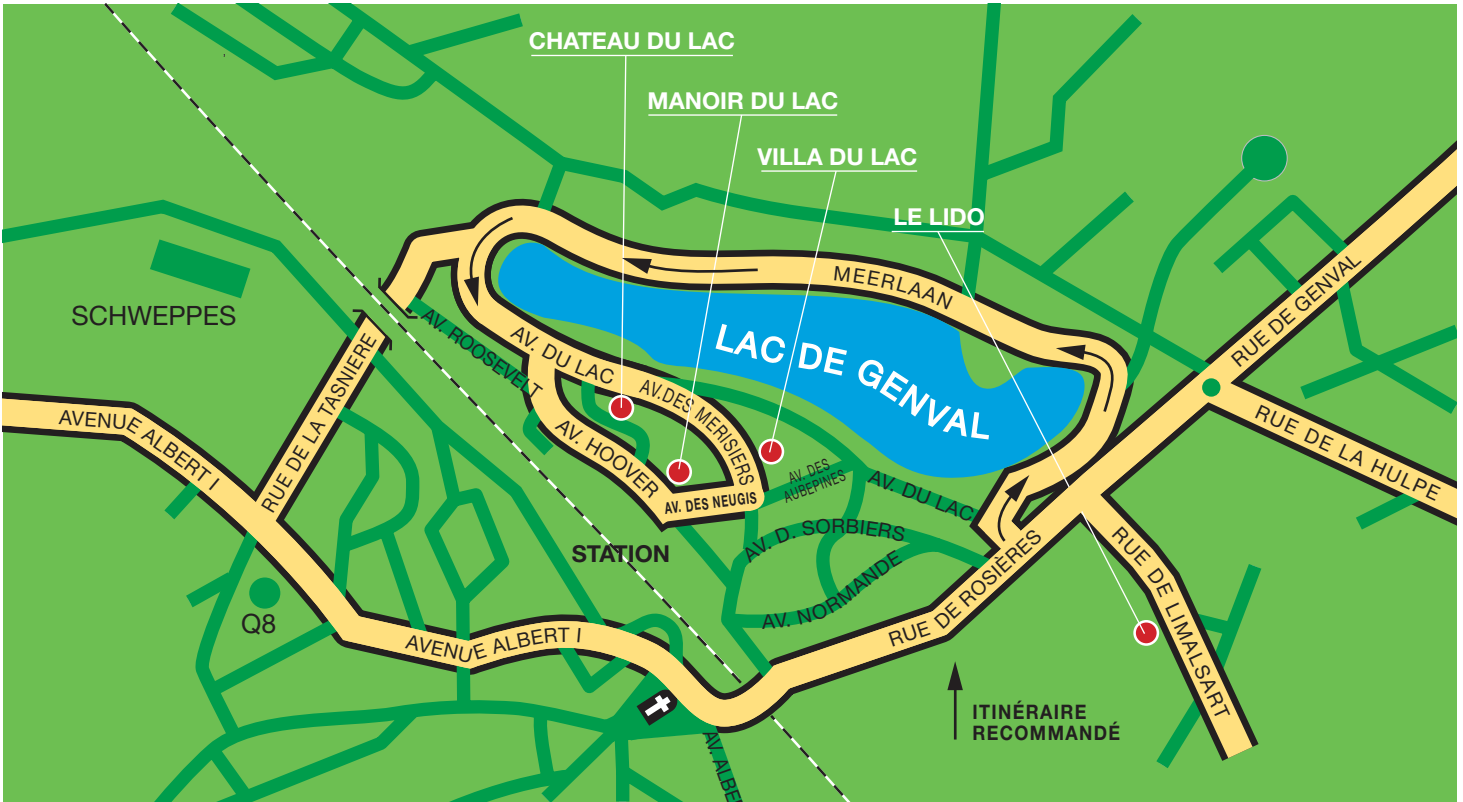 CHATEAU DU LAC
MANOIR DU LAC
VILLA DU LAC
LE LIDO
MEERLAAN
RUE DE GENVAL
SCHWEPPES
AV. ROOSEVELT
AV. DU LAC
LAC DE GENVAL
RUE DE LA TASNIERE
AV.DES MERISIERS
AVENUE ALBERT I
AV. HOOVER
RUE DE LA HULPE
AV. DES
AUBEPINES
AV. DU LAC
AV. DES NEUGIS
AV. D. SORBIERS
STATION
RUE DE ROSIÈRES
RUE DE LIMALSART
AV. NORMANDE
Q8
AVENUE ALBERT I
ITINÉRAIRE
RECOMMANDÉ
AV. ALBE